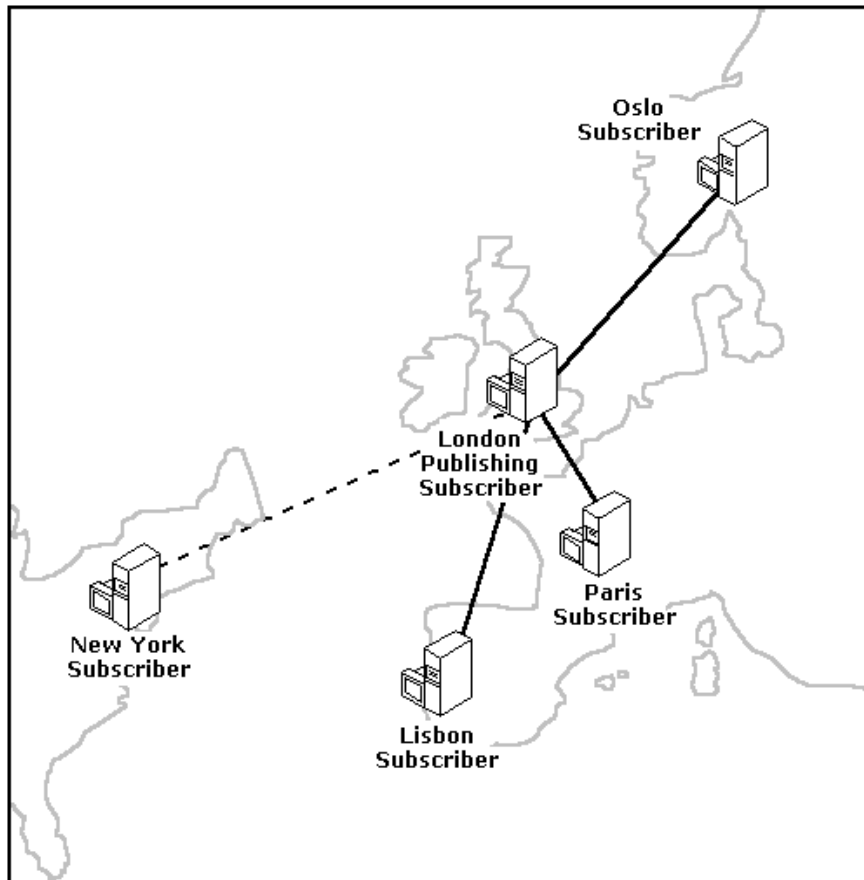 Oslo
Subscriber
London
Publishing
Subscriber
Paris
Subscriber
New York
Subscriber
Lisbon
Subscriber